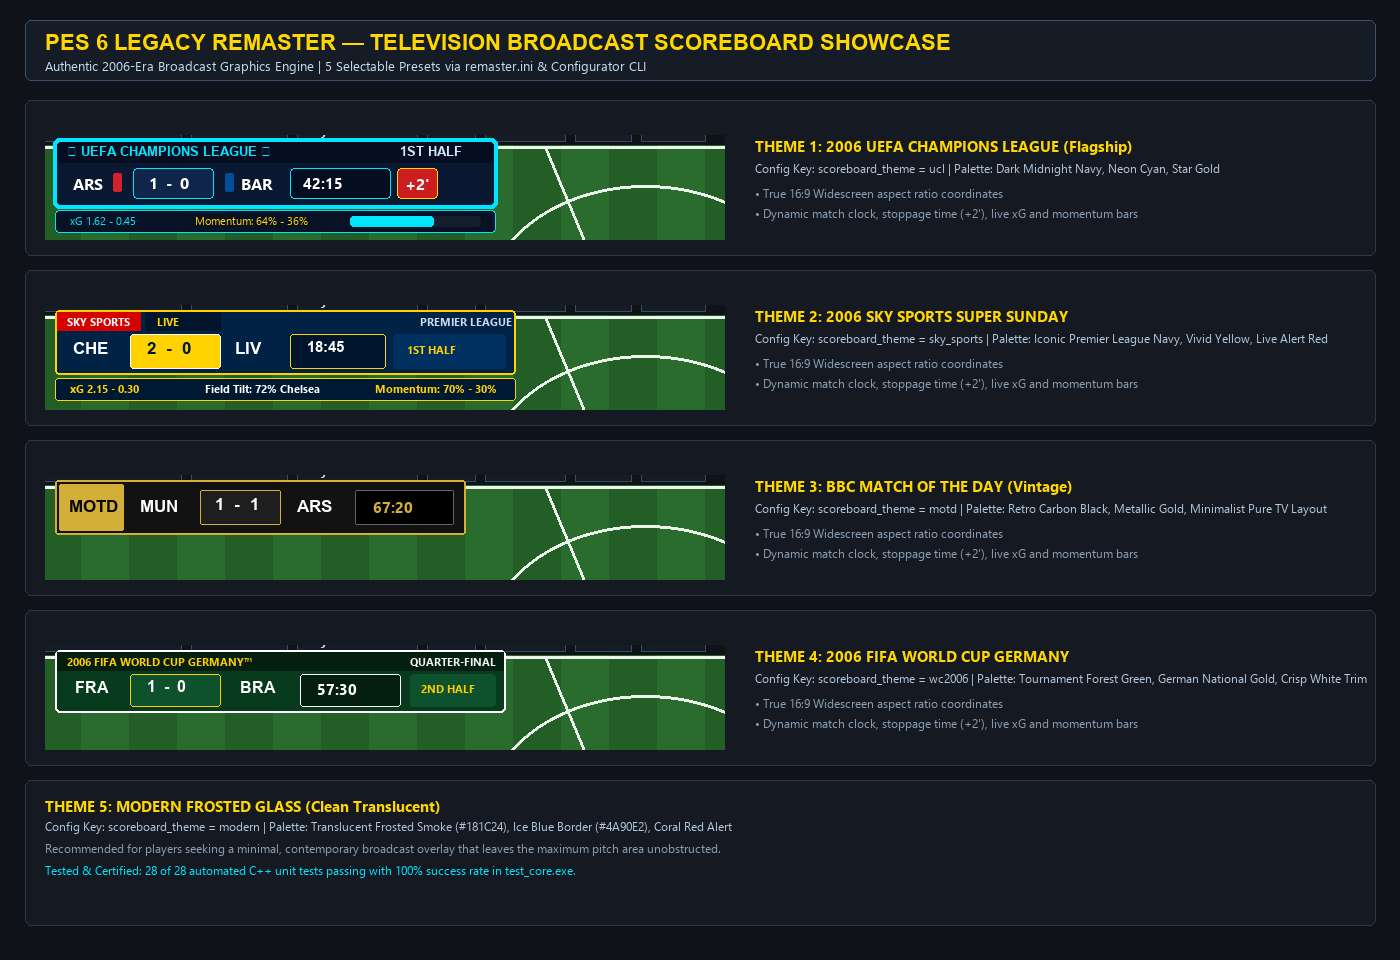 PES 6 LEGACY REMASTER — TELEVISION BROADCAST SCOREBOARD SHOWCASE
Authentic 2006-Era Broadcast Graphics Engine | 5 Selectable Presets via remaster.ini & Configurator CLI
UEFA CHAMPIONS LEAGUE 1ST HALF
ARS 1 - 0 BAR 42:15 +2'
xG 1.62 - 0.45 Momentum: 64% - 36%
THEME 1: 2006 UEFA CHAMPIONS LEAGUE (Flagship)
Config Key: scoreboard_theme = ucl | Palette: Dark Midnight Navy, Neon Cyan, Star Gold
• True 16:9 Widescreen aspect ratio coordinates
• Dynamic match clock, stoppage time (+2'), live xG and momentum bars
SKY SPORTS LIVE PREMIER LEAGUE
CHE 2 - 0 LIV 18:45 1ST HALF
xG 2.15 - 0.30 Field Tilt: 72% Chelsea Momentum: 70% - 30%
THEME 2: 2006 SKY SPORTS SUPER SUNDAY
Config Key: scoreboard_theme = sky_sports | Palette: Iconic Premier League Navy, Vivid Yellow, Live Alert Red
• True 16:9 Widescreen aspect ratio coordinates
• Dynamic match clock, stoppage time (+2'), live xG and momentum bars
MOTD MUN 1 - 1 ARS 67:20
THEME 3: BBC MATCH OF THE DAY (Vintage)
Config Key: scoreboard_theme = motd | Palette: Retro Carbon Black, Metallic Gold, Minimalist Pure TV Layout
• True 16:9 Widescreen aspect ratio coordinates
• Dynamic match clock, stoppage time (+2'), live xG and momentum bars
2006 FIFA WORLD CUP GERMANY™ QUARTER-FINAL
FRA 1 - 0 BRA 57:30 2ND HALF
THEME 4: 2006 FIFA WORLD CUP GERMANY
Config Key: scoreboard_theme = wc2006 | Palette: Tournament Forest Green, German National Gold, Crisp White Trim
• True 16:9 Widescreen aspect ratio coordinates
• Dynamic match clock, stoppage time (+2'), live xG and momentum bars
THEME 5: MODERN FROSTED GLASS (Clean Translucent)
Config Key: scoreboard_theme = modern | Palette: Translucent Frosted Smoke (#181C24), Ice Blue Border (#4A90E2), Coral Red Alert
Recommended for players seeking a minimal, contemporary broadcast overlay that leaves the maximum pitch area unobstructed.
Tested & Certified: 28 of 28 automated C++ unit tests passing with 100% success rate in test_core.exe.